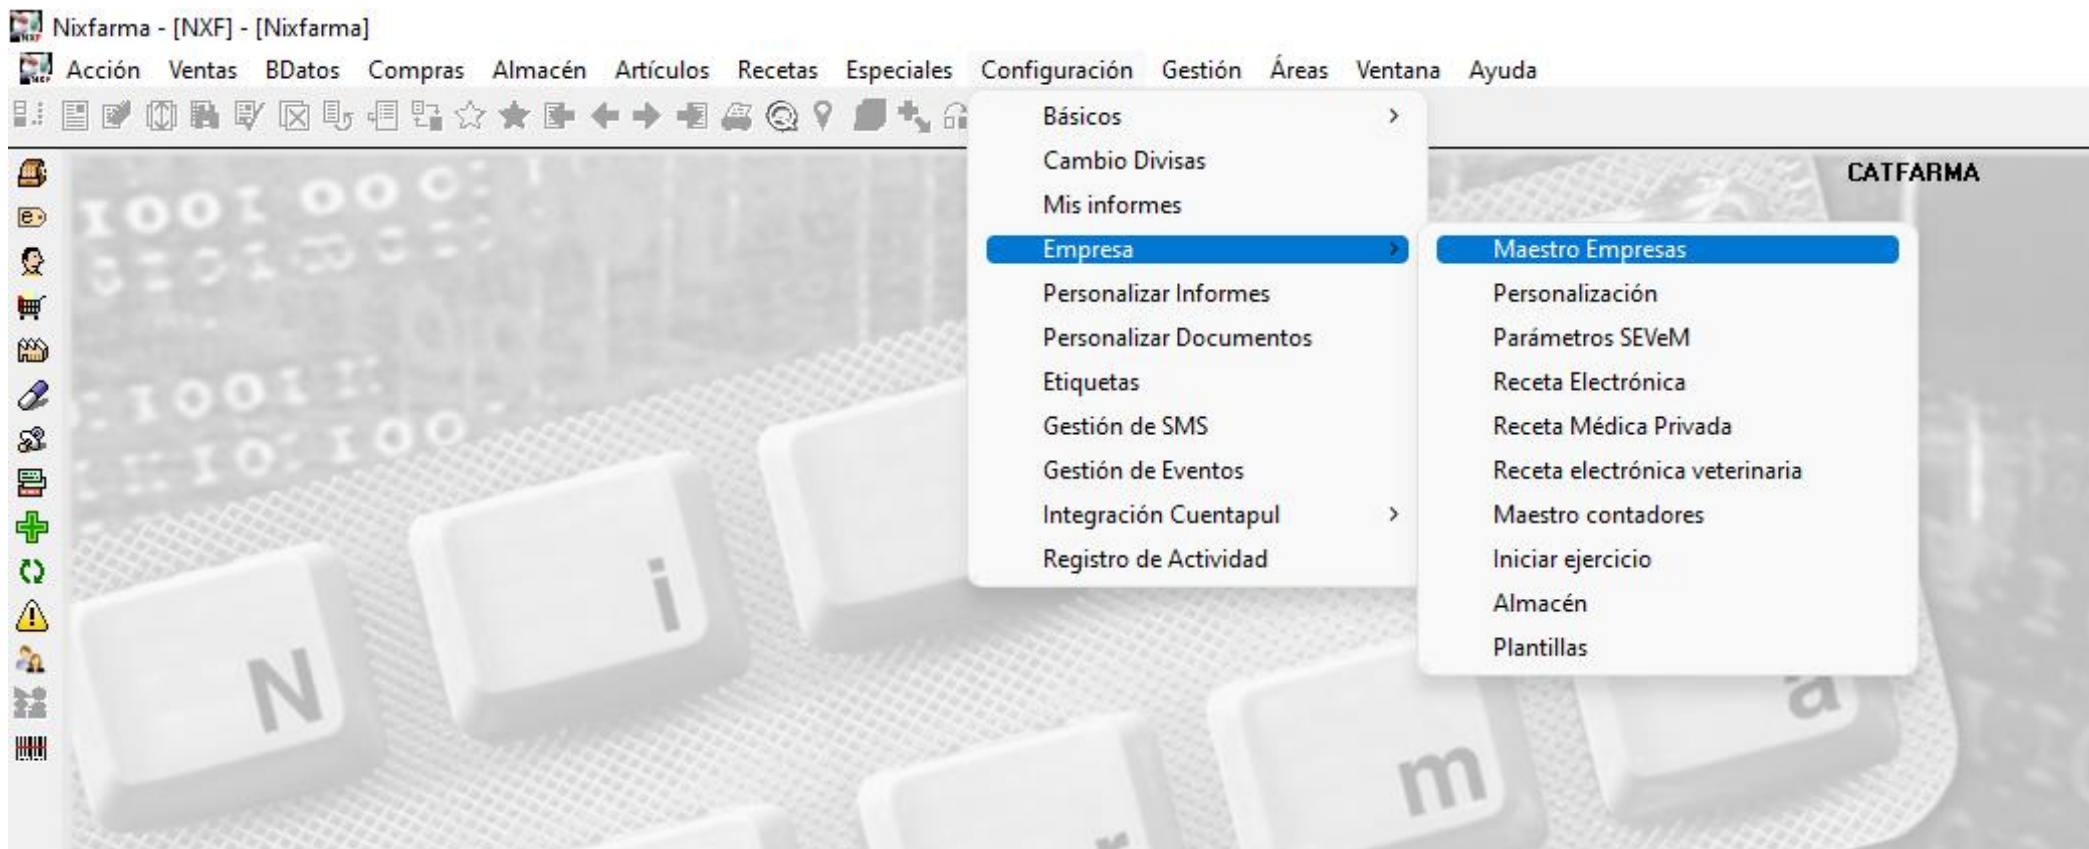 Nixfarma - [NXF] - [Nixfarma]
Acción Ventas BDatos Compras Almacén Artículos Recetas Especiales Configuración Gestión Áreas Ventana Ayuda
Básicos
Cambio Divisas
Mis informes
Empresa
Personalizar Informes
Personalizar Documentos
Etiquetas
Gestión de SMS
Gestión de Eventos
Integración Cuentapul
Registro de Actividad
CATFARMA
Maestro Empresas
Personalización
Parámetros SEVeM
Receta Electrónica
Receta Médica Privada
Receta electrónica veterinaria
Maestro contadores
Iniciar ejercicio
Almacén
Plantillas
N i
r m a